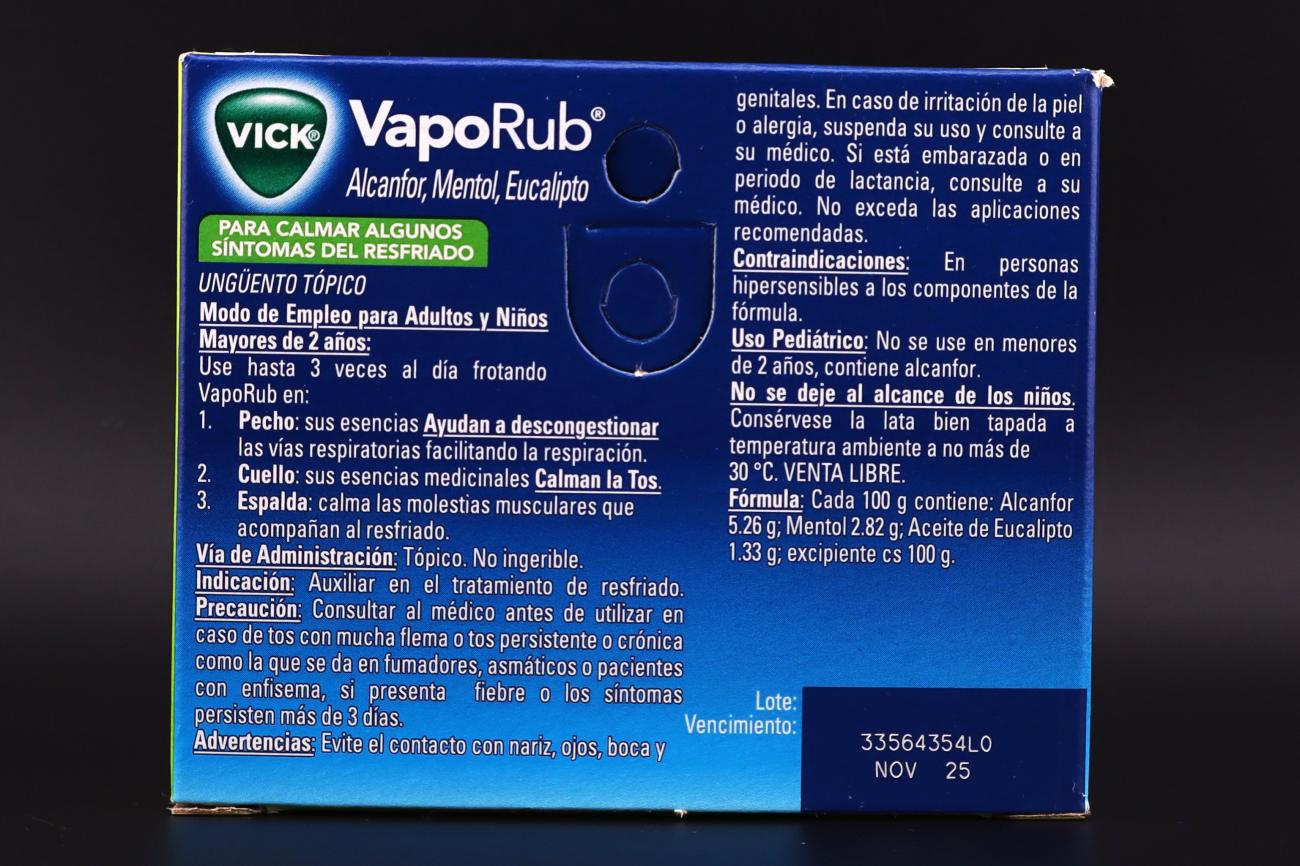 VICK®
VapoRub®
Alcanfor, Mentol, Eucalipto
PARA CALMAR ALGUNOS
SÍNTOMAS DEL RESFRIADO
UNGÜENTO TÓPICO
Modo de Empleo para Adultos y Niños
Mayores de 2 años:
Use hasta 3 veces al día frotando
VapoRub en:
1. Pecho: sus esencias Ayudan a descongestionar
las vías respiratorias facilitando la respiración.
2. Cuello: sus esencias medicinales Calman la Tos.
3. Espalda: calma las molestias musculares que
acompañan al resfriado.
Vía de Administración: Tópico. No ingerible.
Indicación: Auxiliar en el tratamiento de resfriado.
Precaución: Consultar al médico antes de utilizar en
caso de tos con mucha flema o tos persistente o crónica
como la que se da en fumadores, asmáticos o pacientes
con enfisema, si presenta fiebre o los síntomas
persisten más de 3 días.
Advertencias: Evite el contacto con nariz, ojos, boca y
genitales. En caso de irritación de la piel
o alergia, suspenda su uso y consulte a
su médico. Si está embarazada o en
periodo de lactancia, consulte a su
médico. No exceda las aplicaciones
recomendadas.
Contraindicaciones: En personas
hipersensibles a los componentes de la
fórmula.
Uso Pediátrico: No se use en menores
de 2 años, contiene alcanfor.
No se deje al alcance de los niños.
Consérvese la lata bien tapada a
temperatura ambiente a no más de
30 °C. VENTA LIBRE.
Fórmula: Cada 100 g contiene: Alcanfor
5.26 g; Mentol 2.82 g; Aceite de Eucalipto
1.33 g; excipiente cs 100 g.
Lote:
Vencimiento:
33564354L0
NOV 25